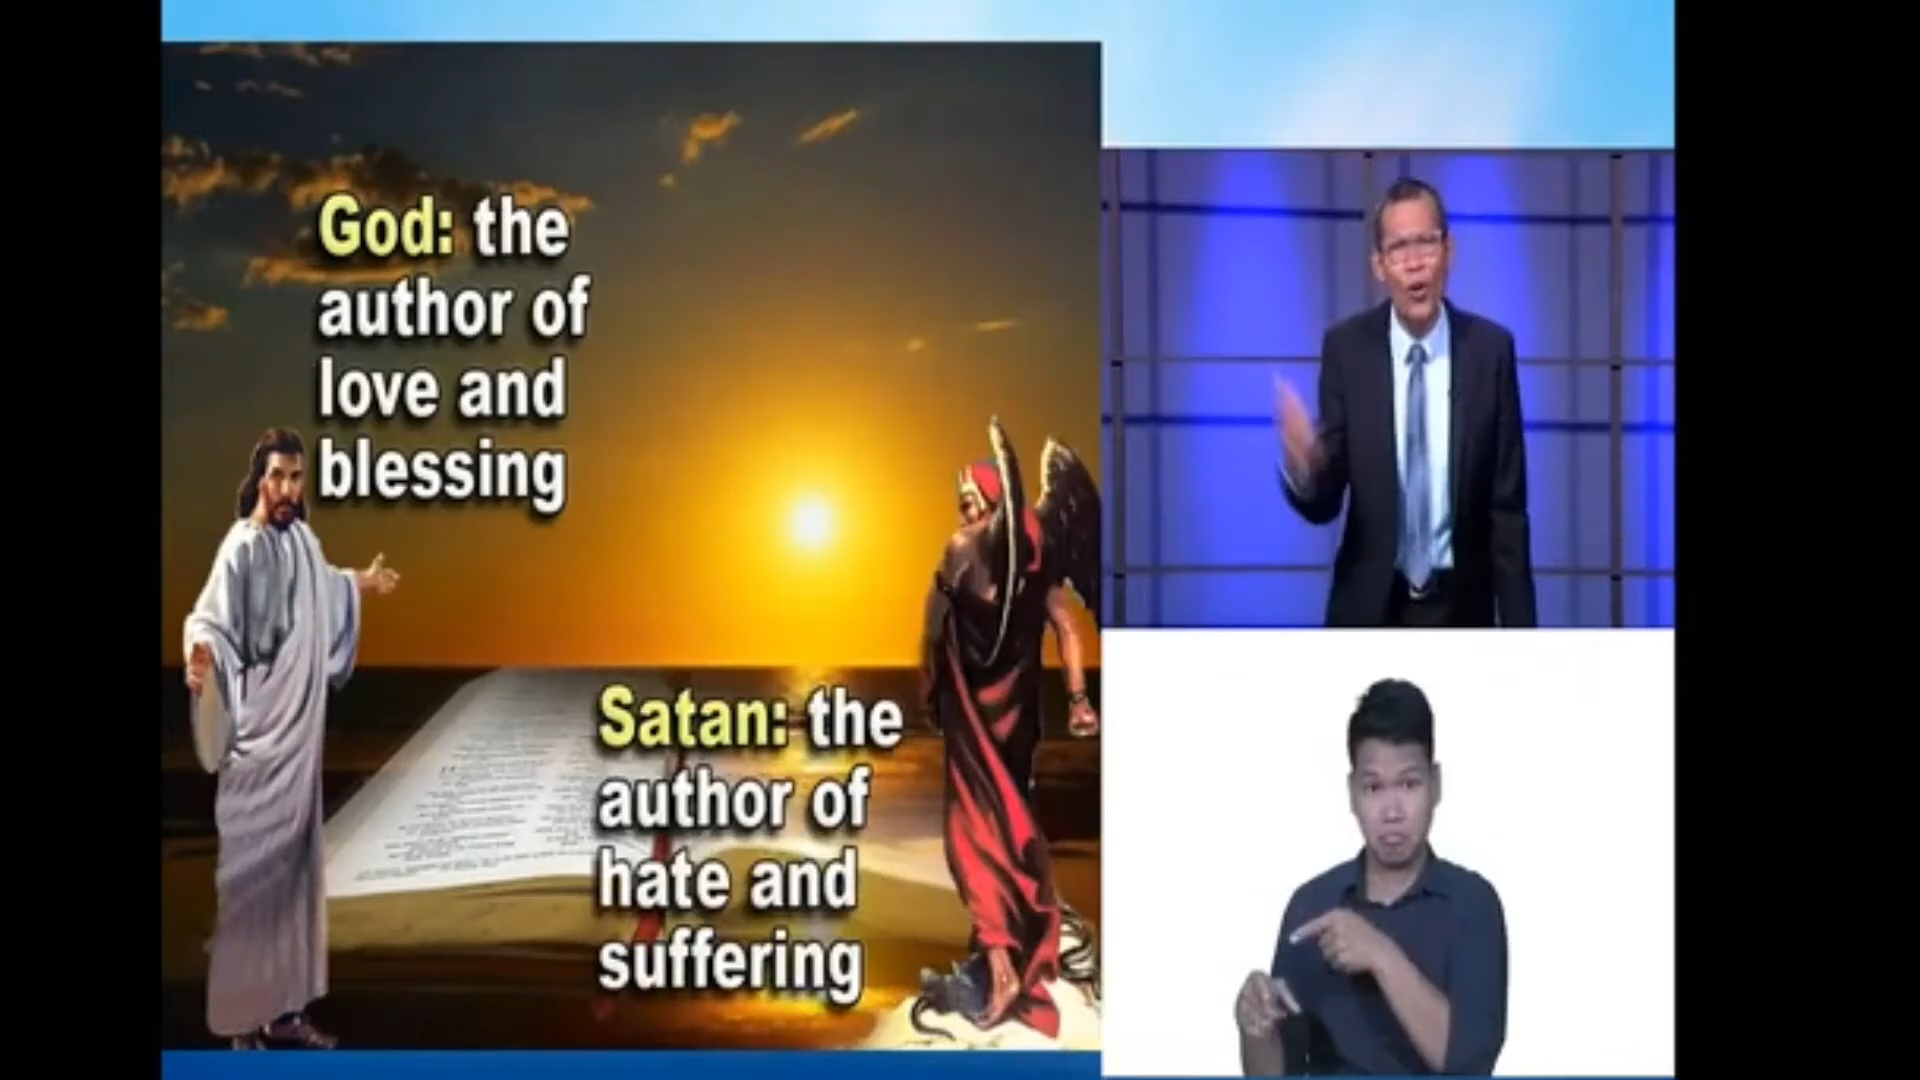 God: the
author of
love and
blessing
Satan: the
author of
hate and
suffering